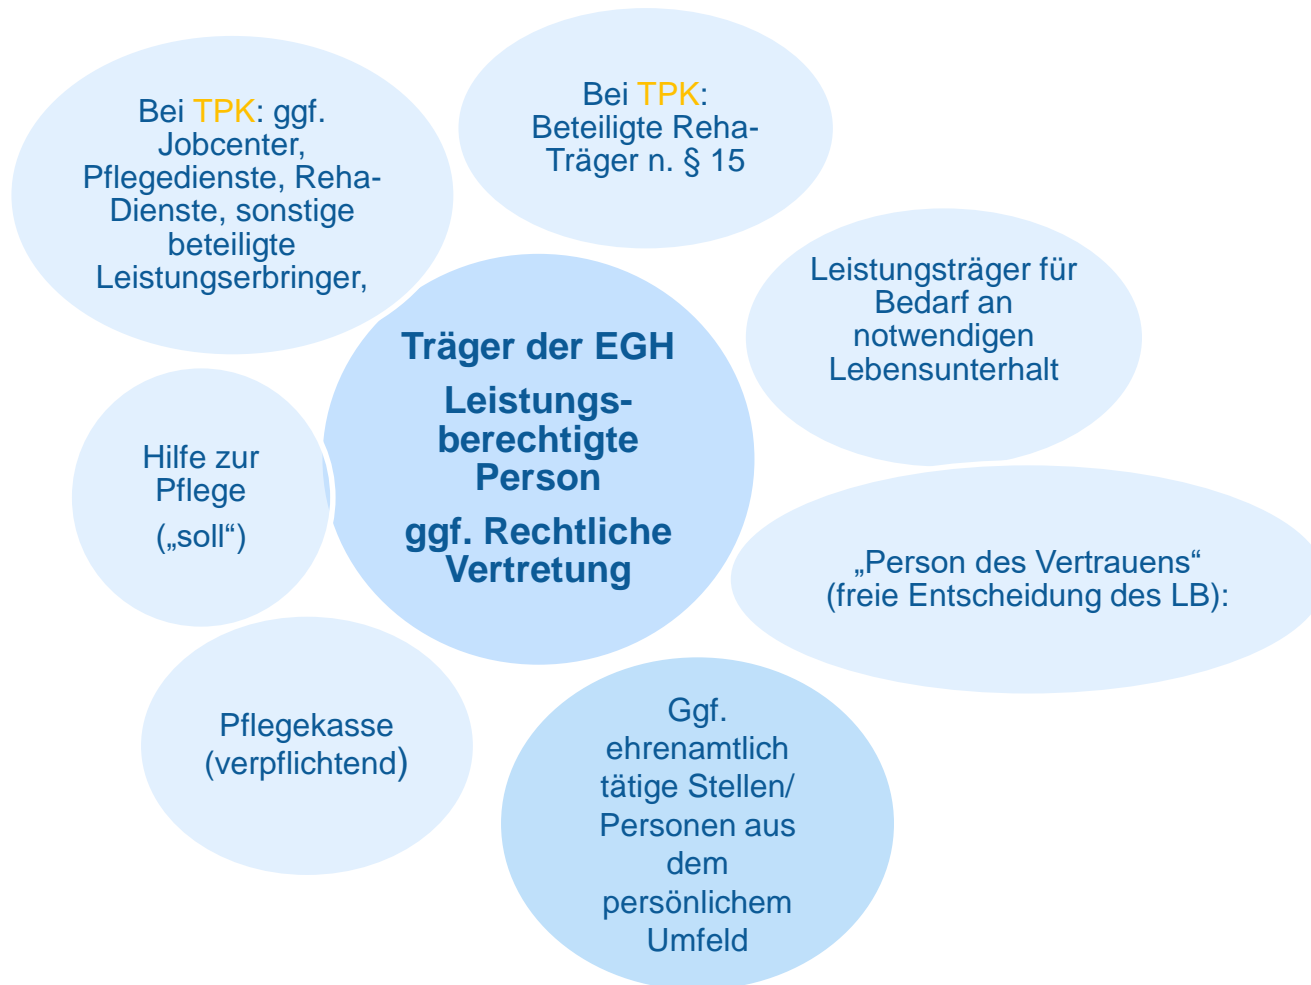 Bei TPK: ggf.
Jobcenter,
Pflegedienste, Reha-
Dienste, sonstige
beteiligte
Leistungserbringer,
Bei TPK:
Beteiligte Reha-
Träger n. § 15
Leistungsträger für
Bedarf an
notwendigen
Lebensunterhalt
Träger der EGH
Leistungs-
berechtigte
Person
ggf. Rechtliche
Vertretung
Hilfe zur
Pflege
(„soll“)
„Person des Vertrauens“
(freie Entscheidung des LB):
Pflegekasse
(verpflichtend)
Ggf.
ehrenamtlich
tätige Stellen/
Personen aus
dem
persönlichem
Umfeld